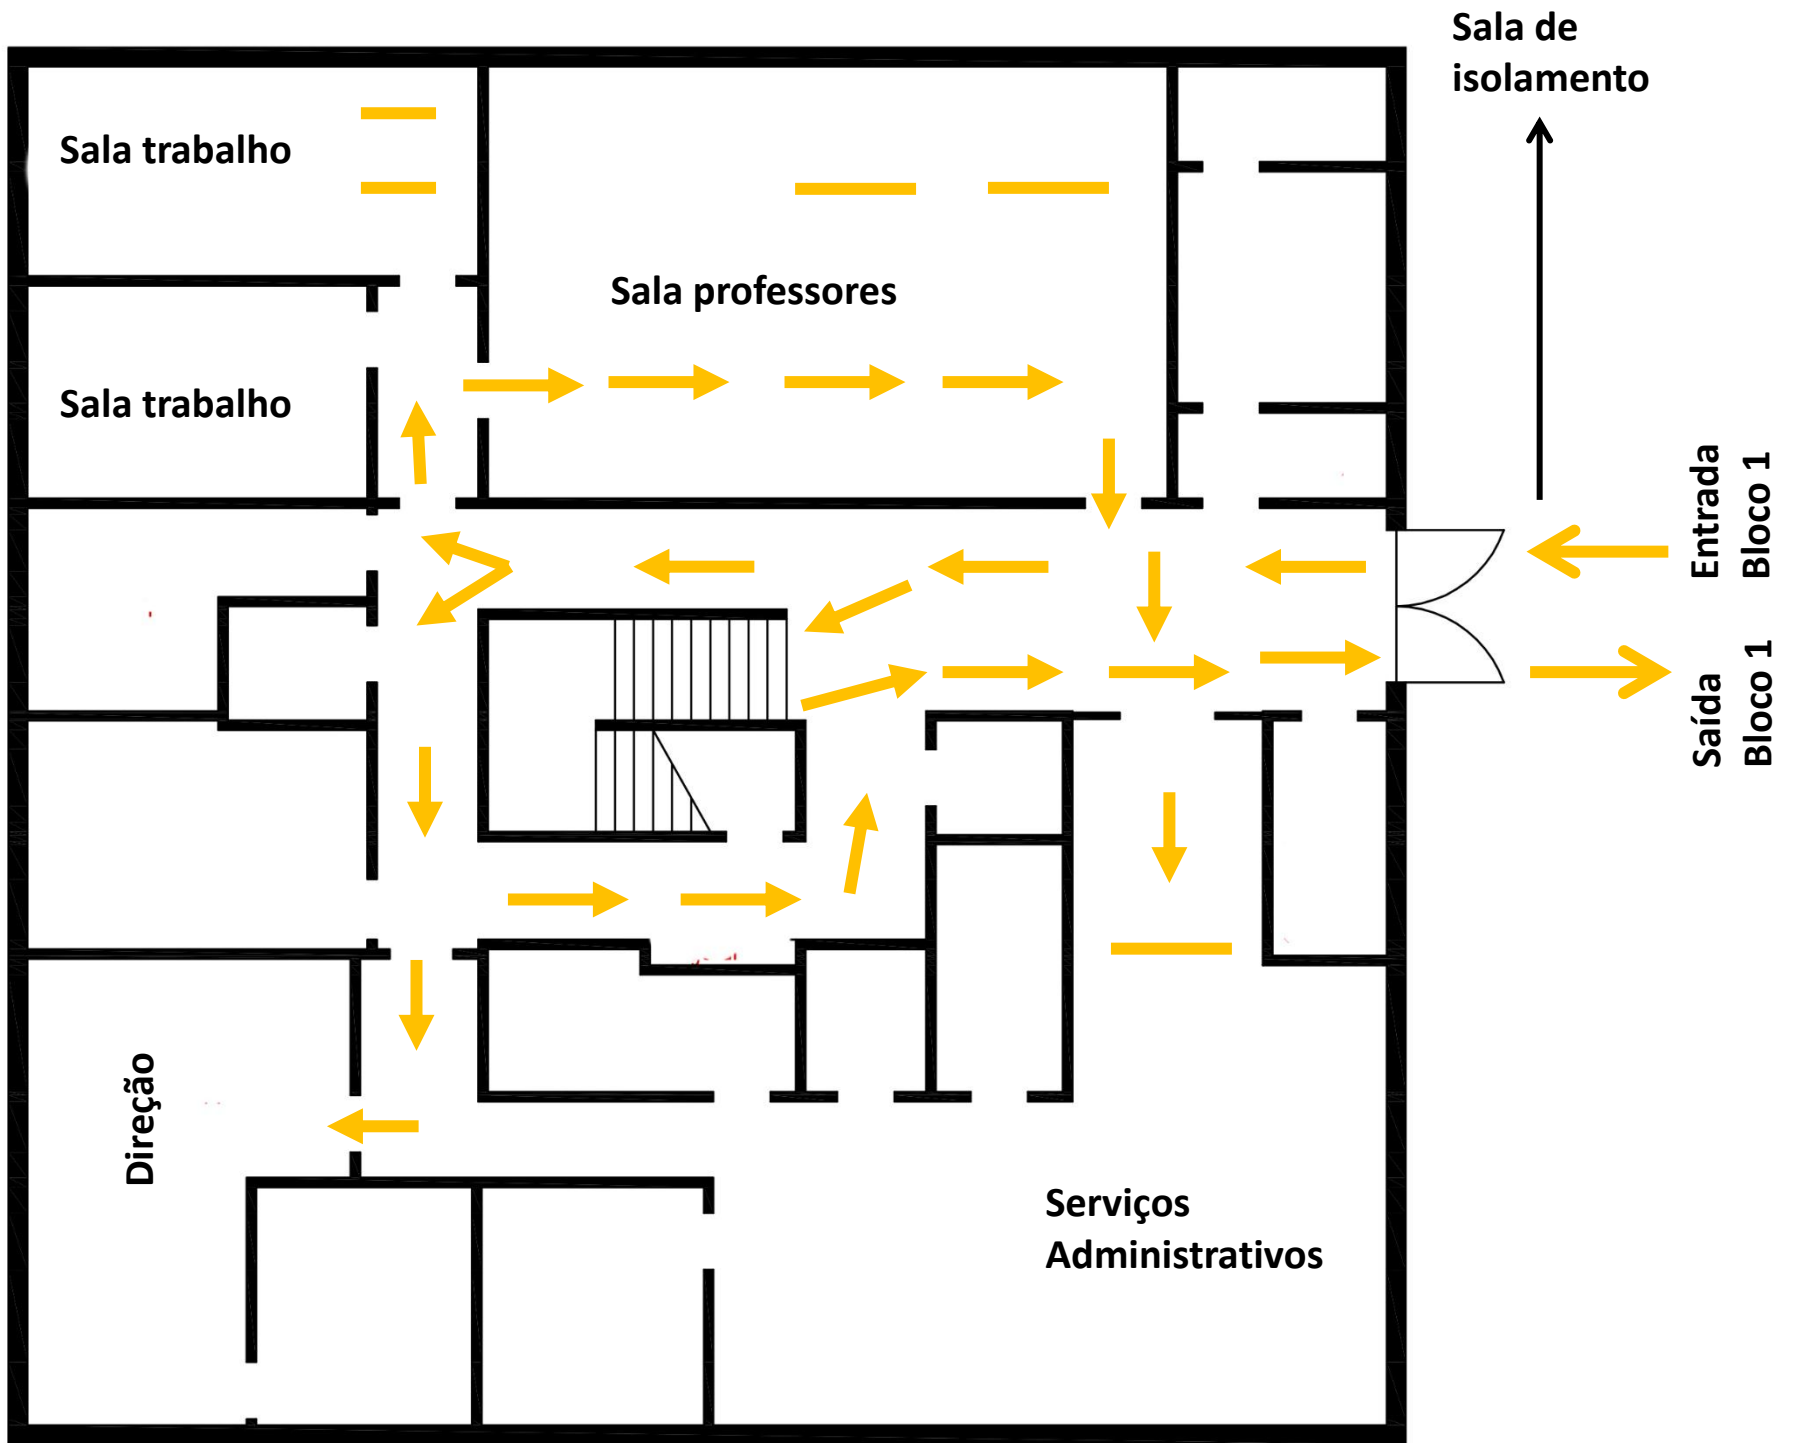 Sala de
isolamento
Sala trabalho
Sala professores
Sala trabalho
Entrada
Bloco 1
Saída
Bloco 1
Direção
Serviços
Administrativos